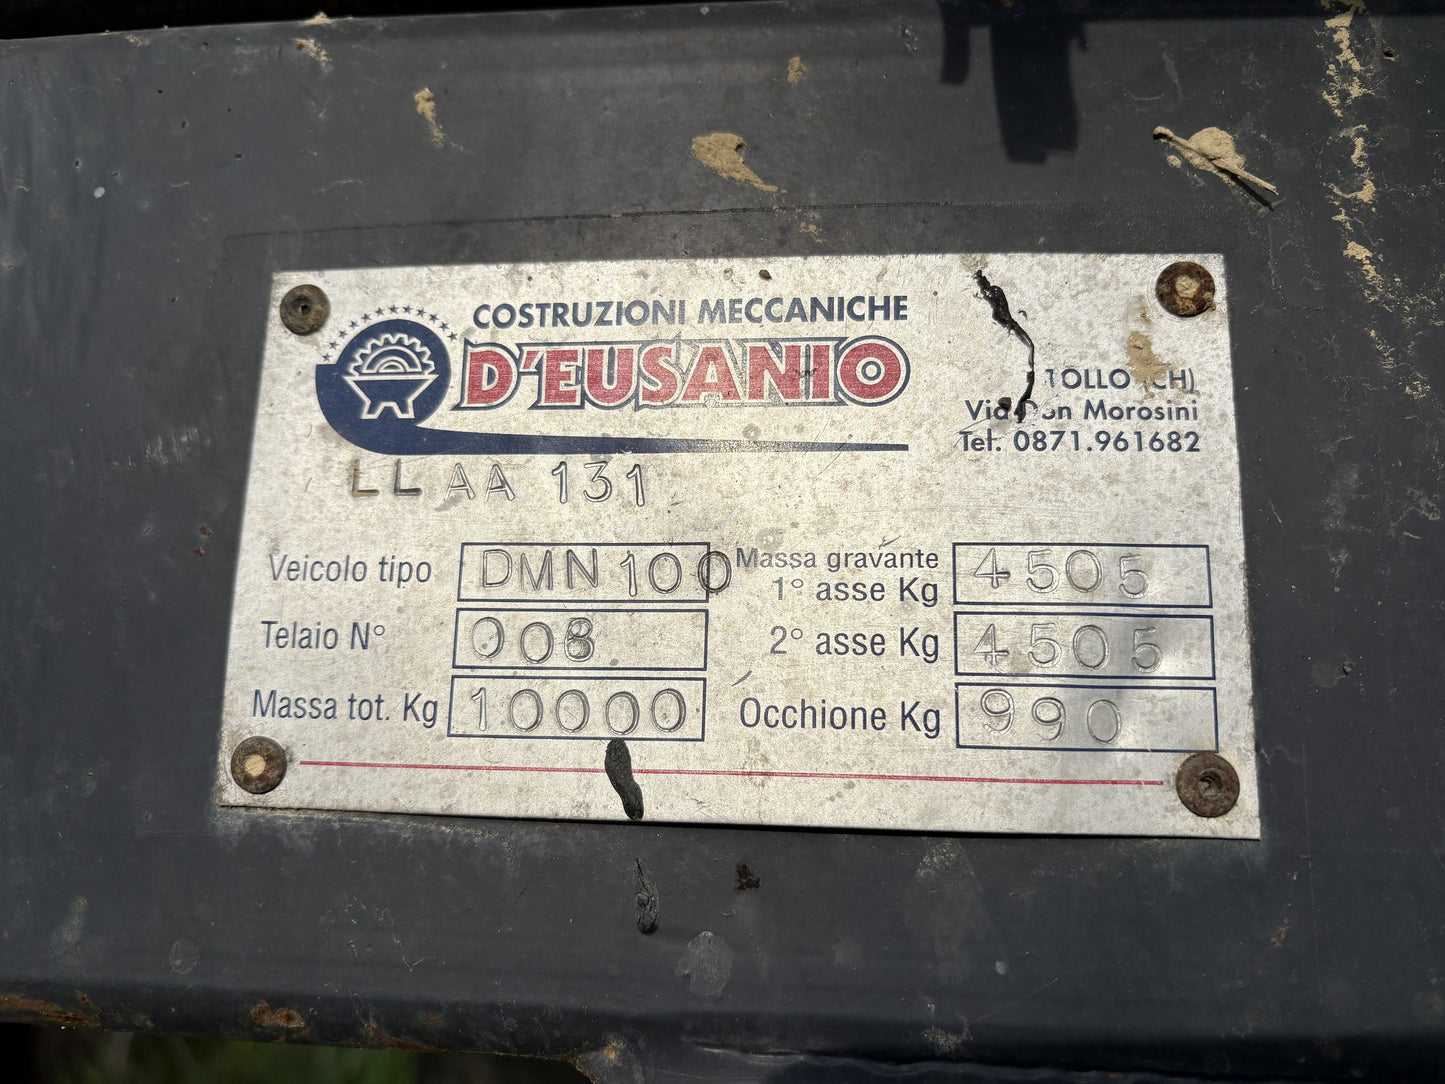 COSTRUZIONI MECCANICHE
D'EUSANIO
TOLLO (CH)
Via Don Morosini
Tel. 0871.961682
LL AA 131
Veicolo tipo DMN 100
Telaio N° 008
Massa tot. Kg 10000
Massa gravante
1° asse Kg 4505
2° asse Kg 4505
Occhione Kg 990